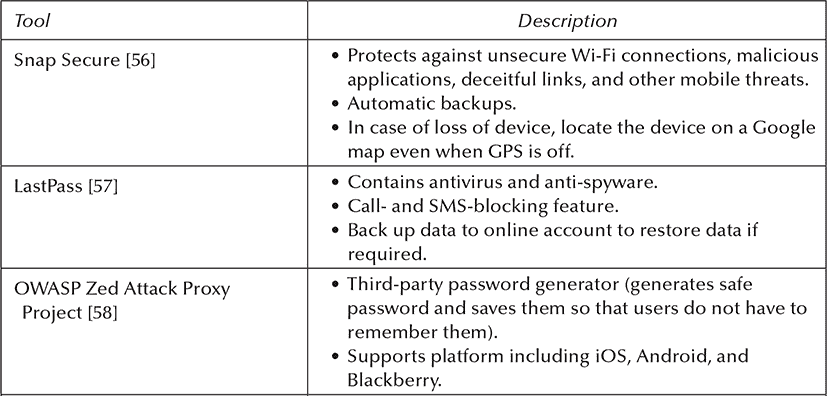 Tool Description
Snap Secure [56]
• Protects against unsecure Wi-Fi connections, malicious
applications, deceitful links, and other mobile threats.
• Automatic backups.
• In case of loss of device, locate the device on a Google
map even when GPS is off.
LastPass [57]
• Contains antivirus and anti-spyware.
• Call- and SMS-blocking feature.
• Back up data to online account to restore data if
required.
OWASP Zed Attack Proxy
Project [58]
• Third-party password generator (generates safe
password and saves them so that users do not have to
remember them).
• Supports platform including iOS, Android, and
Blackberry.